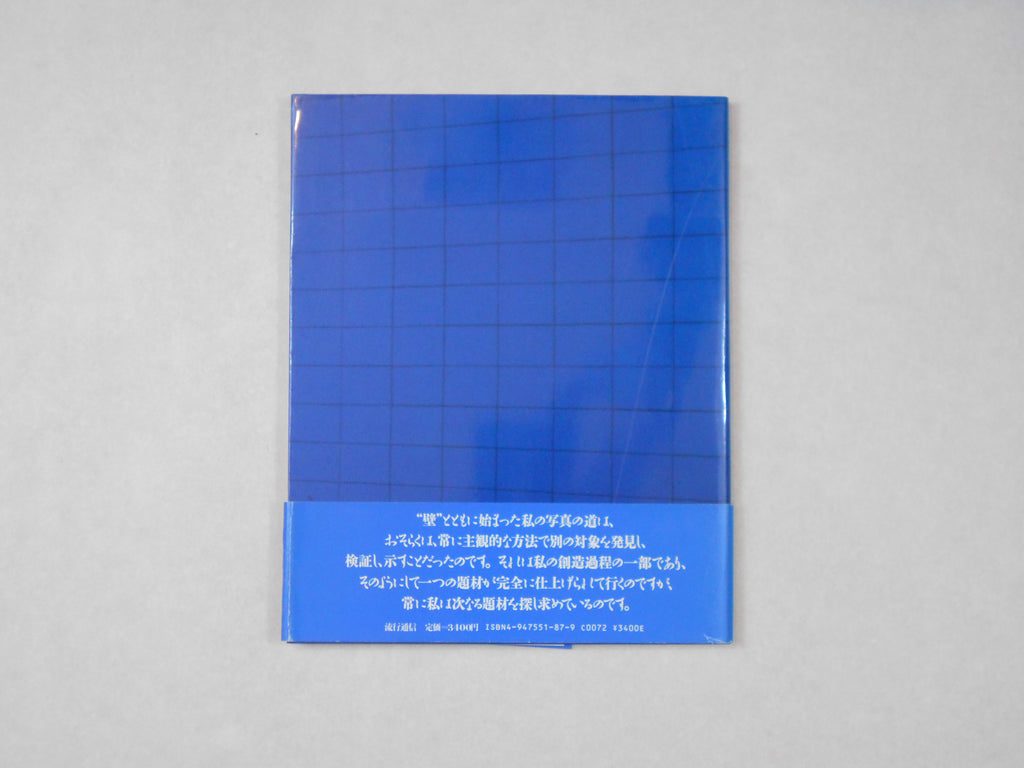 “壁”とともに始まった私の写真の道は、
おそらくは、常に主観的な方法で別の対象を発見し、
検証し、示すことだったのです。それは私の創造過程の一部であり、
そのようにして一つの題材が完全に仕上げられて行くのですが、
常に私は次なる題材を探し求めているのです。
流行通信 定価=3400円 ISBN4-947551-87-9 C0072 ¥3400E